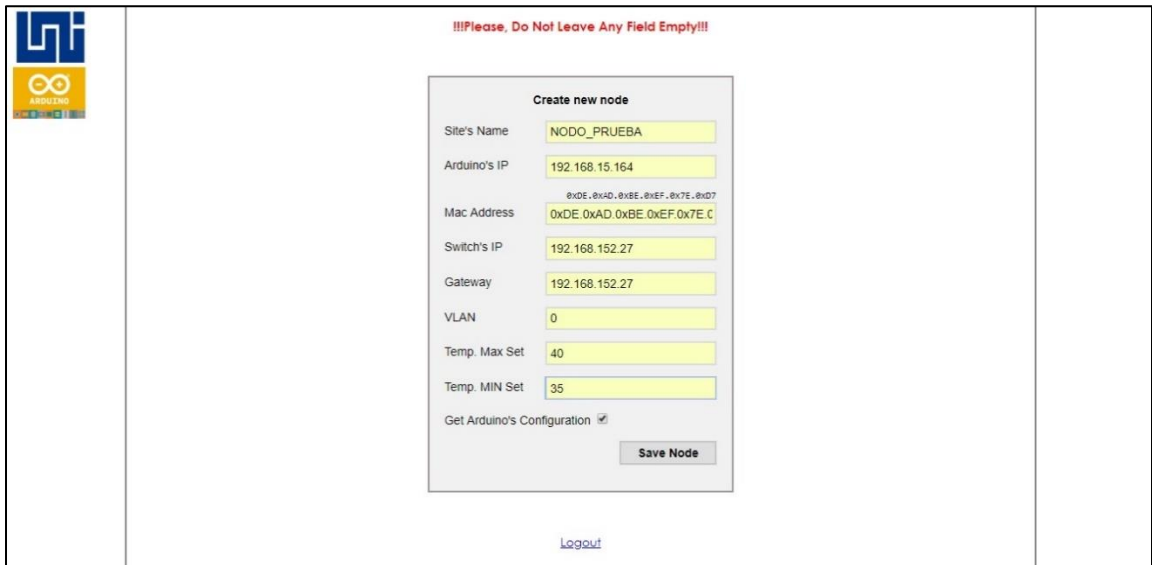 !!!Please, Do Not Leave Any Field Empty!!!
ARDUINO
Create new node
Site's Name NODO_PRUEBA
Arduino's IP 192.168.15.164
0xDE.0xAD.0xBE.0xEF.0x7E.0xD7
Mac Address 0xDE.0xAD.0xBE.0xEF.0x7E.0
Switch's IP 192.168.152.27
Gateway 192.168.152.27
VLAN 0
Temp. Max Set 40
Temp. MIN Set 35
Get Arduino's Configuration
Save Node
Logout